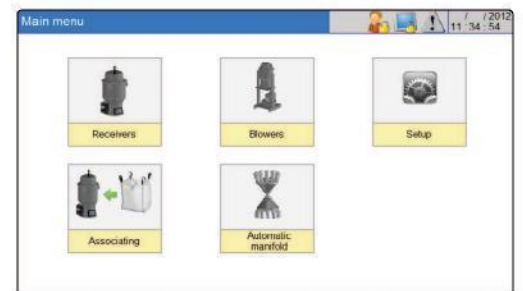 Main menu
/ /2012
11:34:54
Receivers
Blowers
Setup
Associating
Automatic
manifold